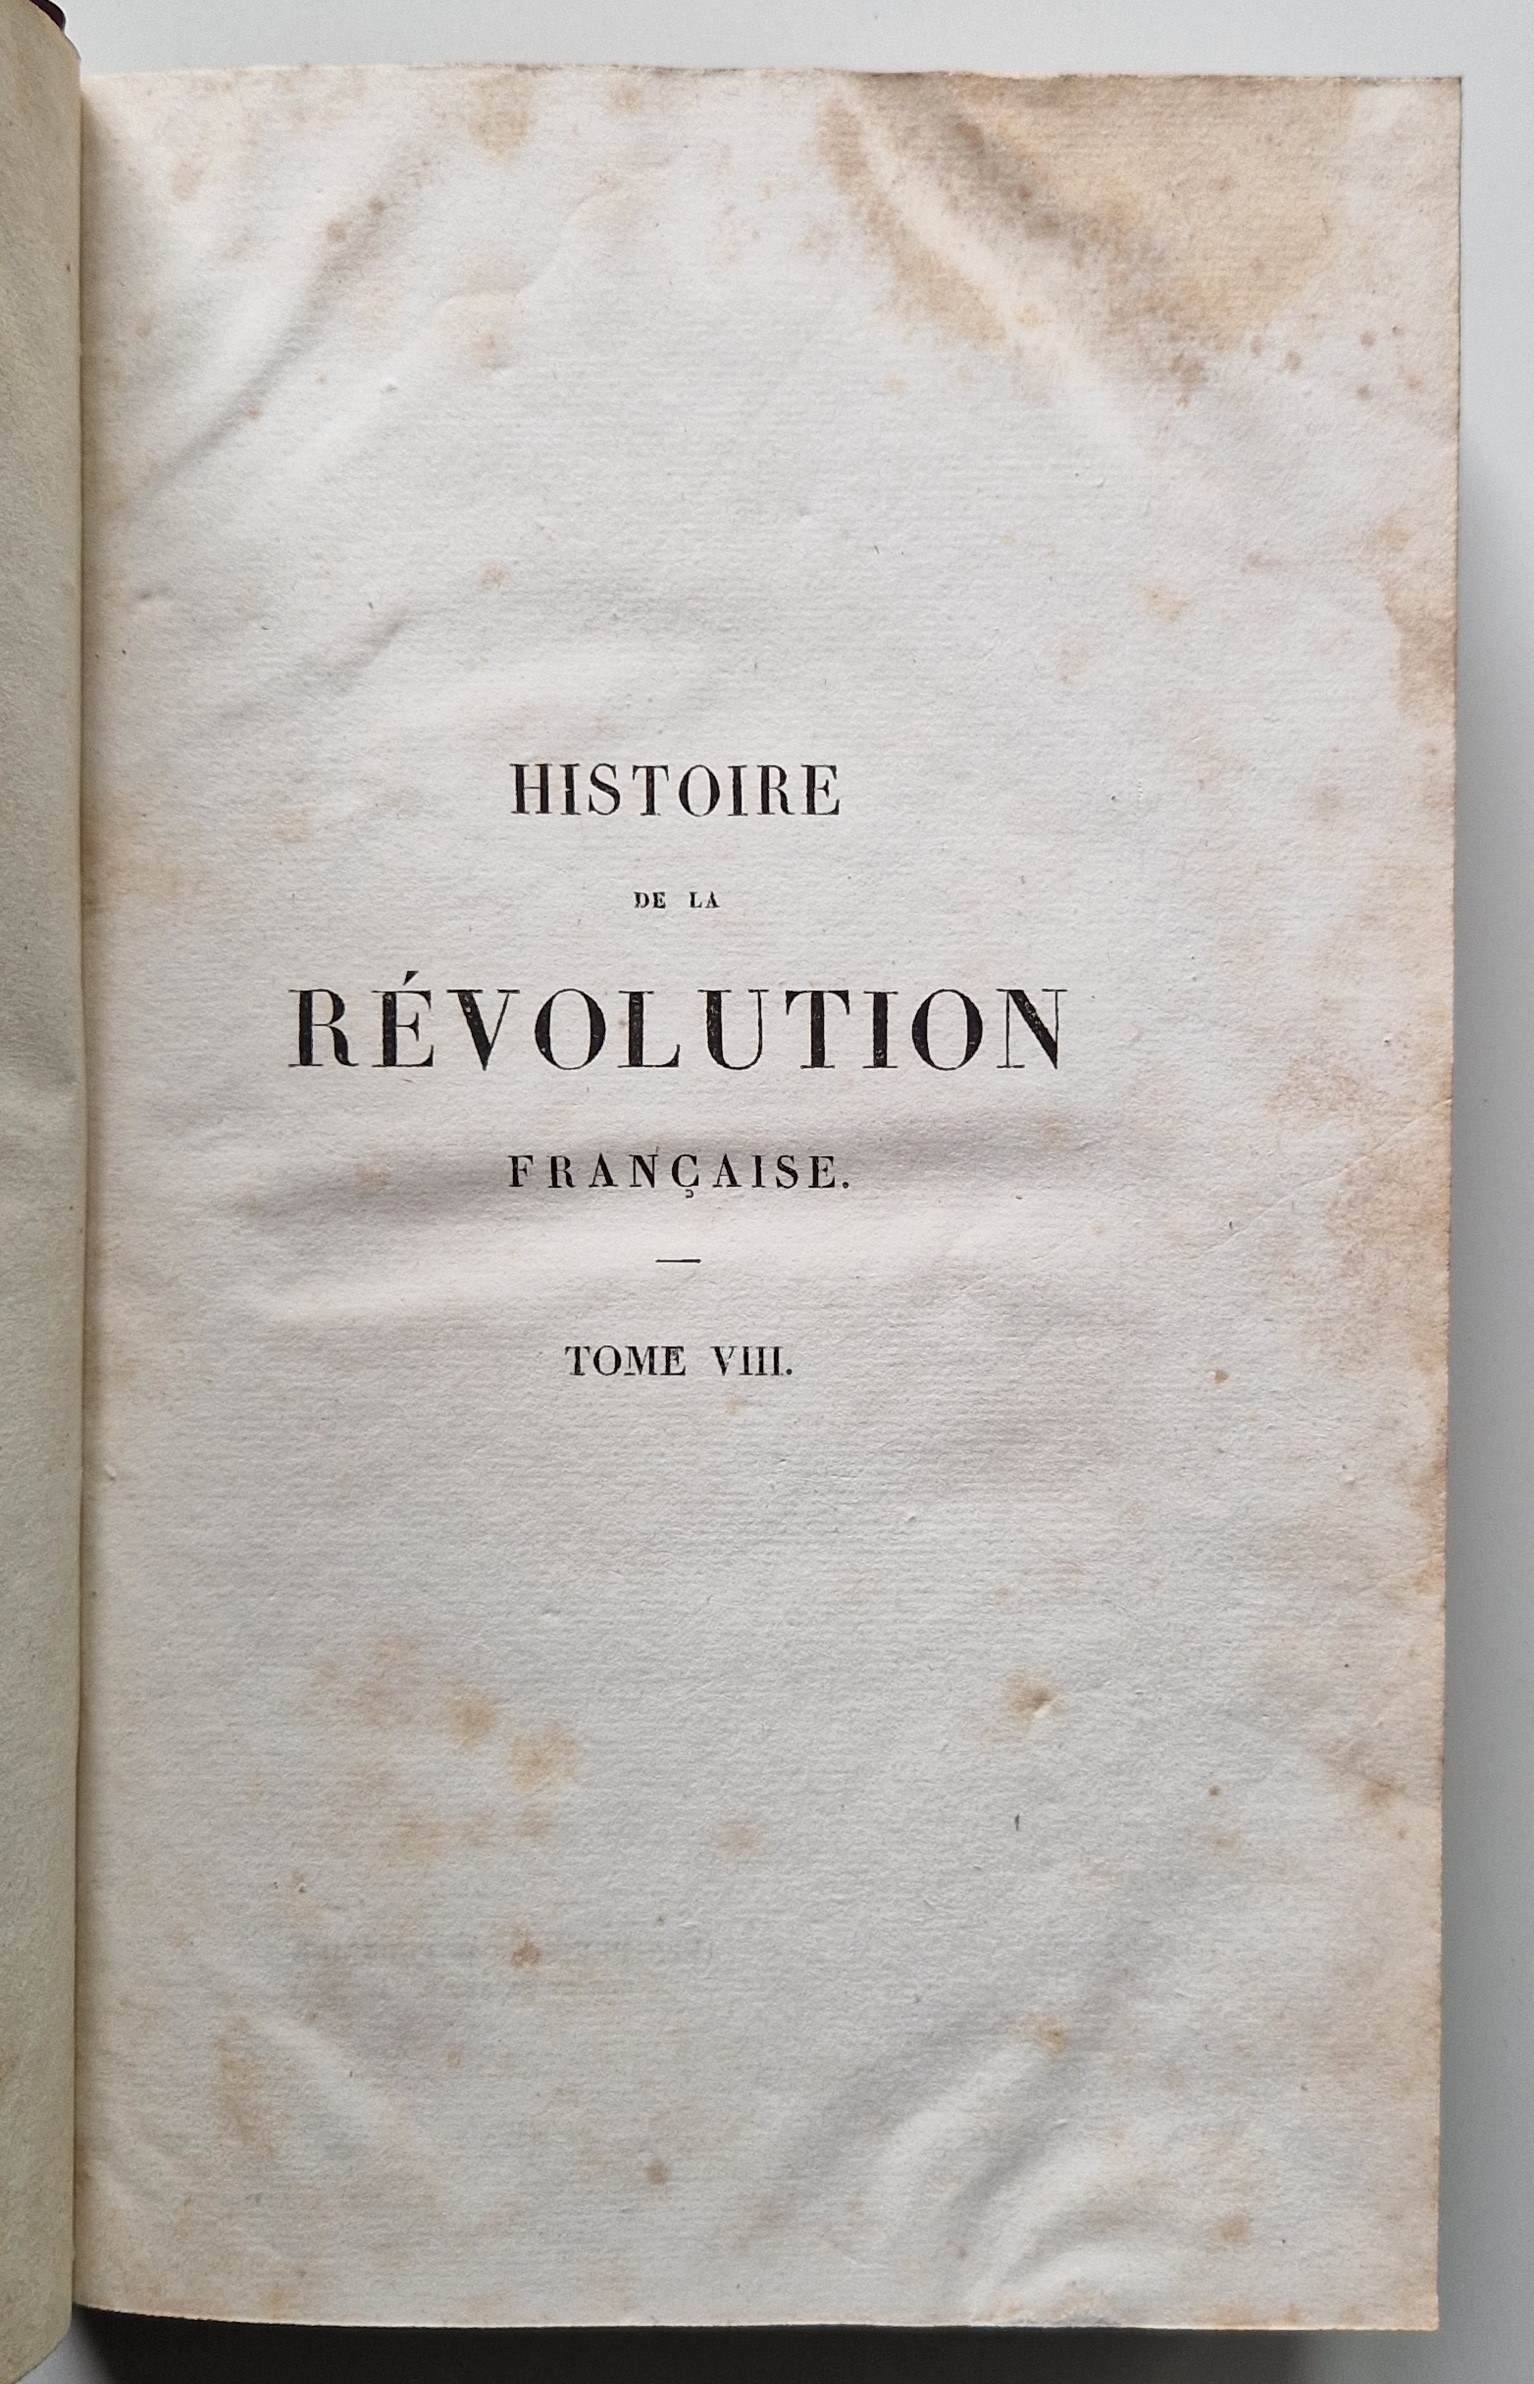 HISTOIRE
DE LA
RÉVOLUTION
FRANÇAISE.
TOME VIII.